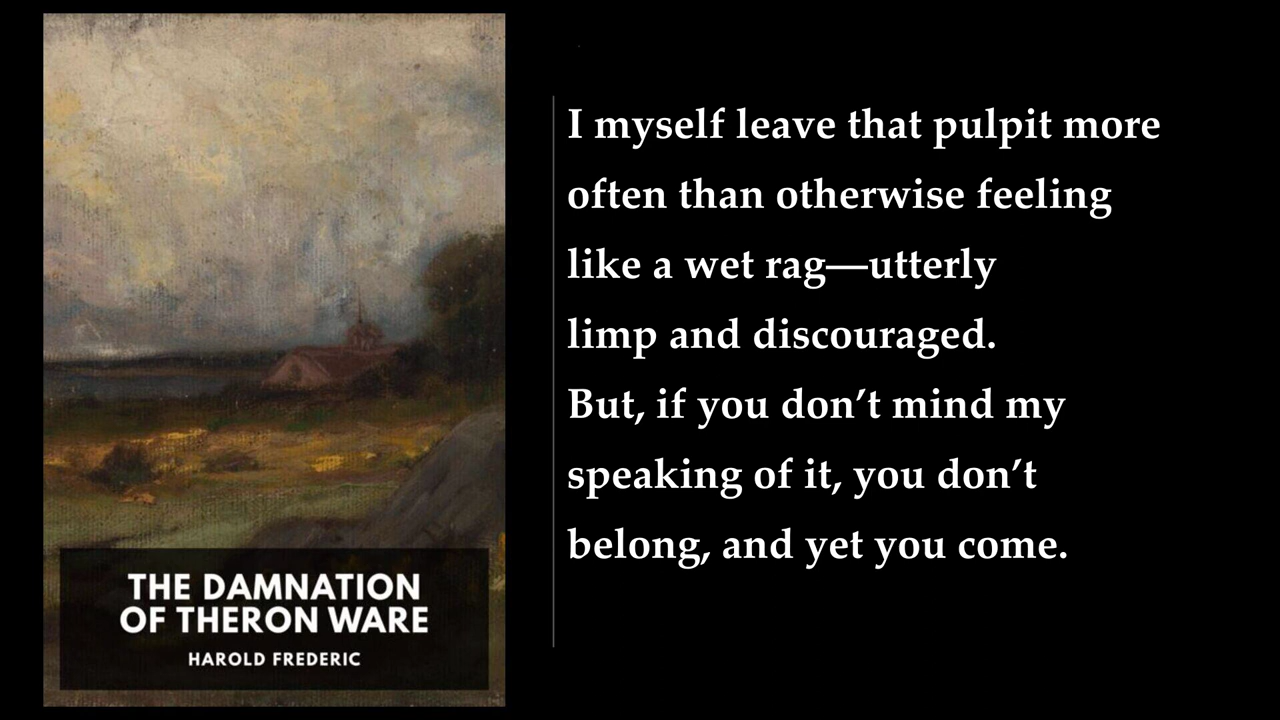 THE DAMNATION
OF THERON WARE
HAROLD FREDERIC
I myself leave that pulpit more
often than otherwise feeling
like a wet rag—utterly
limp and discouraged.
But, if you don’t mind my
speaking of it, you don’t
belong, and yet you come.